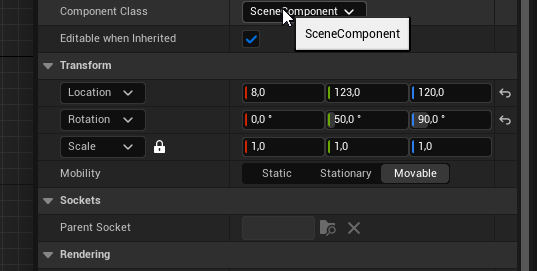 Component Class SceneComponent
SceneComponent
Editable when Inherited
Transform
Location 8,0 123,0 120,0
Rotation 0,0 ° 50,0 ° 90,0 °
Scale 1,0 1,0 1,0
Mobility Static Stationary Movable
Sockets
Parent Socket
Rendering